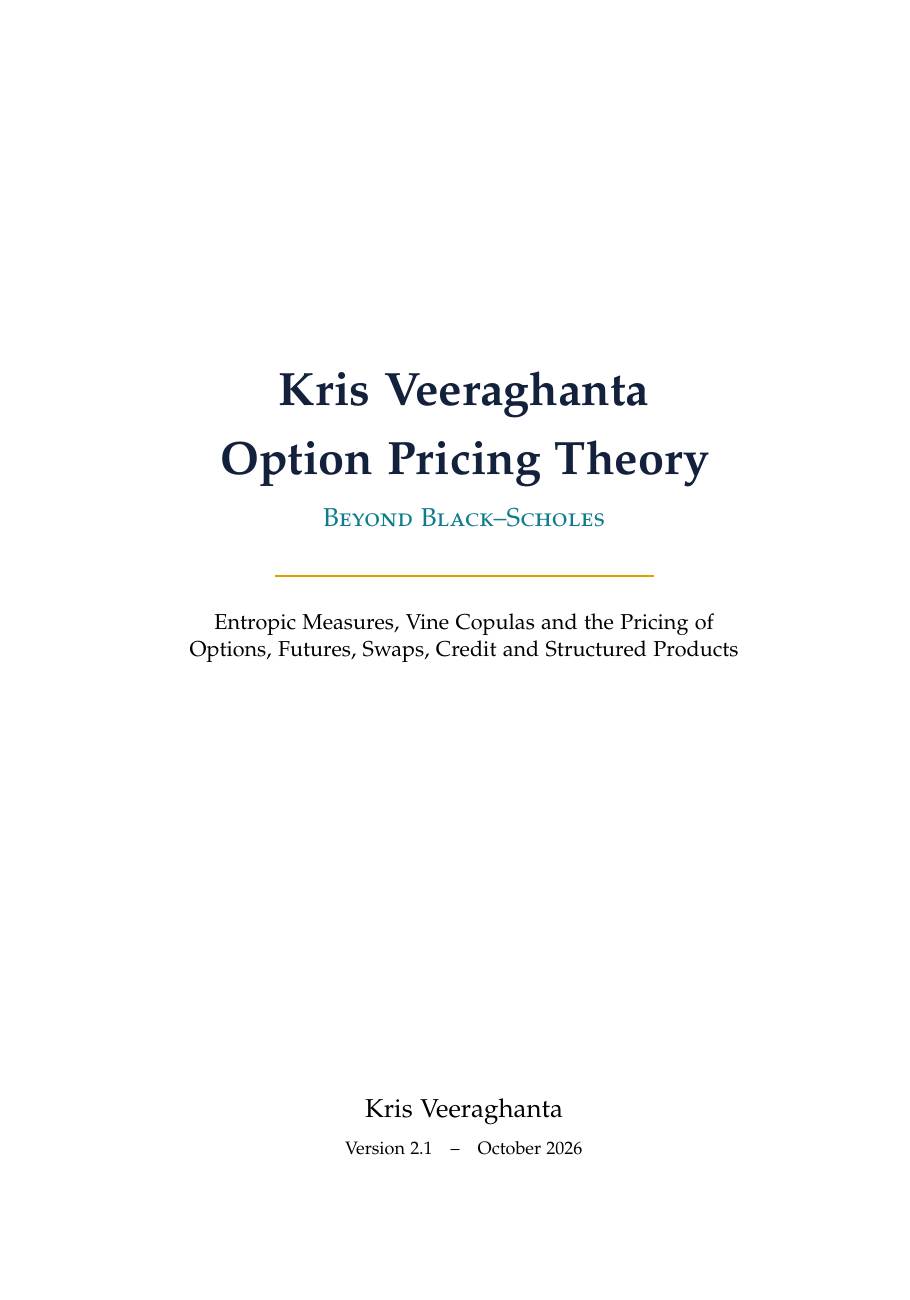 Kris Veeraghanta
Option Pricing Theory
Beyond Black–Scholes
Entropic Measures, Vine Copulas and the Pricing of
Options, Futures, Swaps, Credit and Structured Products
Kris Veeraghanta
Version 2.1 – October 2026